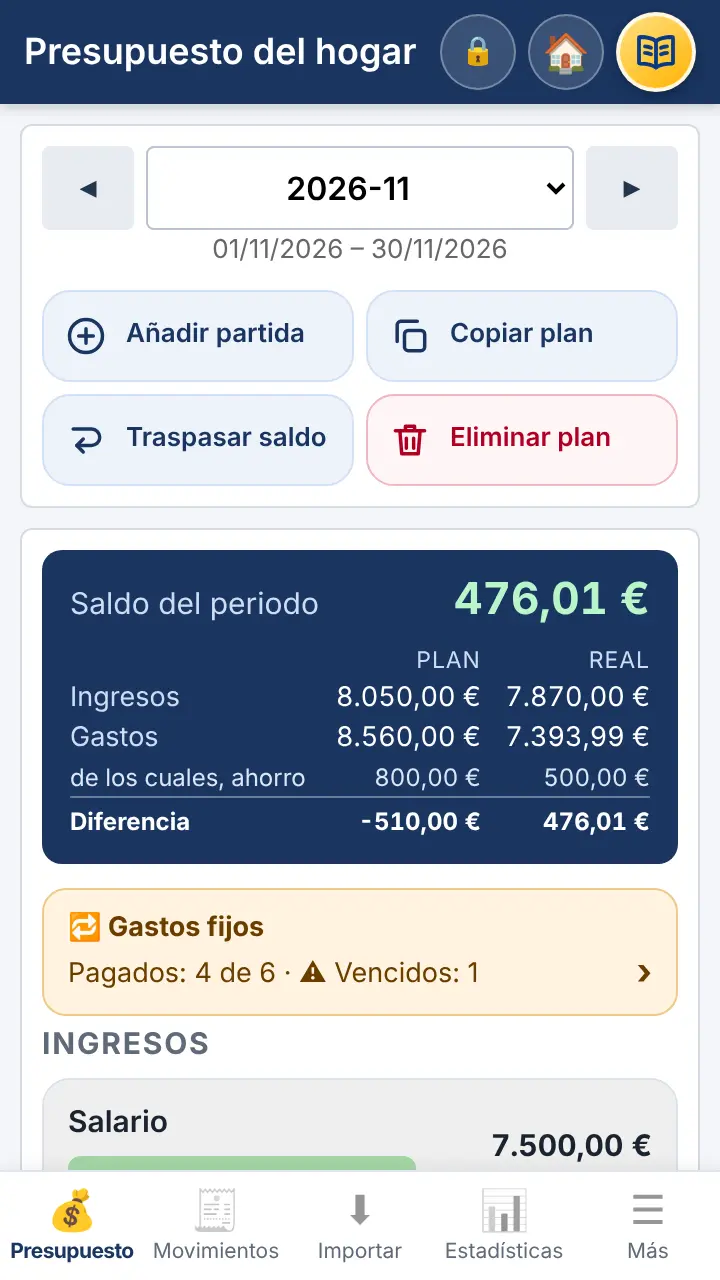 Presupuesto del hogar
2026-11
01/11/2026 – 30/11/2026
Añadir partida
Copiar plan
Traspasar saldo
Eliminar plan
Saldo del periodo 476,01 €
PLAN REAL
Ingresos 8.050,00 € 7.870,00 €
Gastos 8.560,00 € 7.393,99 €
de los cuales, ahorro 800,00 € 500,00 €
Diferencia -510,00 € 476,01 €
Gastos fijos
Pagados: 4 de 6 · ⚠ Vencidos: 1
INGRESOS
Salario
7.500,00 €
Presupuesto Movimientos Importar Estadísticas Más